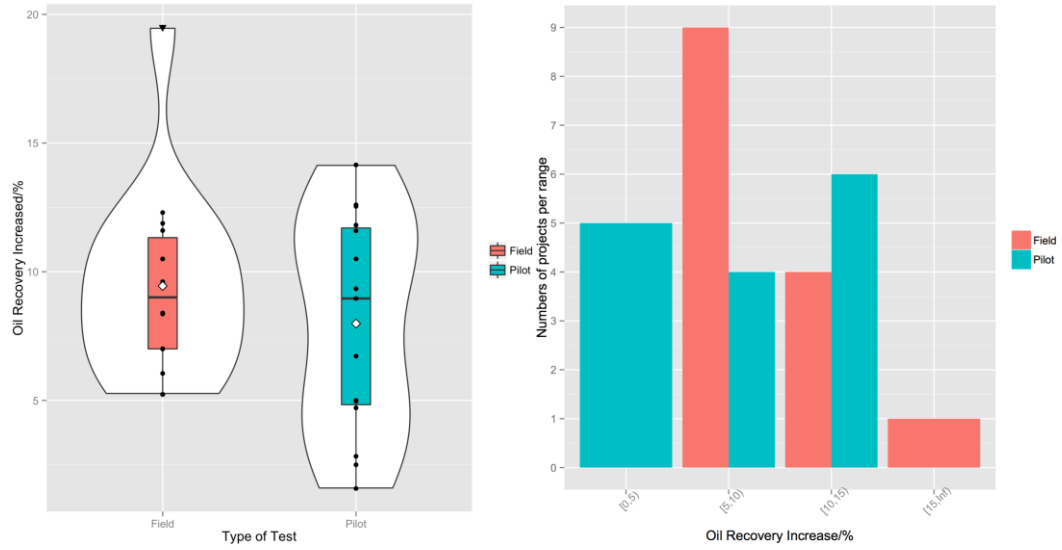 20
15
10
5
Oil Recovery Increased/%
Field
Pilot
Type of Test
Field
Pilot
9
8
7
6
5
4
3
2
1
0
Numbers of projects per range
[0,5)
[5,10)
[10,15)
[15,Inf)
Oil Recovery Increase/%
Field
Pilot